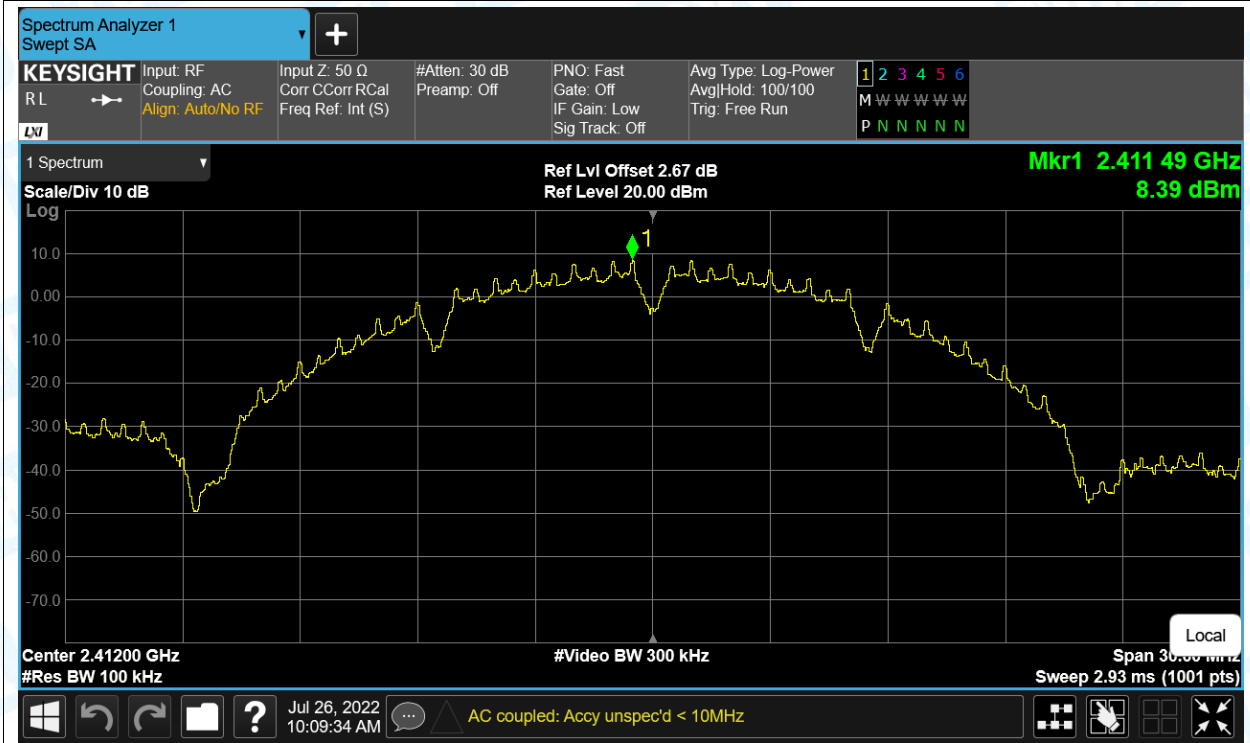 Spectrum Analyzer 1
Swept SA
KEYSIGHT
R L
LXI
Input: RF
Coupling: AC
Align: Auto/No RF
Input Z: 50 Ω
Corr CCorr RCal
Freq Ref: Int (S)
#Atten: 30 dB
Preamp: Off
PNO: Fast
Gate: Off
IF Gain: Low
Sig Track: Off
Avg Type: Log-Power
Avg|Hold: 100/100
Trig: Free Run
1 2 3 4 5 6
M W W W W W W
P N N N N N N
1 Spectrum
Scale/Div 10 dB
Ref Lvl Offset 2.67 dB
Ref Level 20.00 dBm
Mkr1 2.411 49 GHz
8.39 dBm
Log
1
10.0
0.00
-10.0
-20.0
-30.0
-40.0
-50.0
-60.0
-70.0
Local
Center 2.41200 GHz
#Video BW 300 kHz
Span 30.00 MHz
#Res BW 100 kHz
Sweep 2.93 ms (1001 pts)
Jul 26, 2022
10:09:34 AM
AC coupled: Accy unspec'd < 10MHz